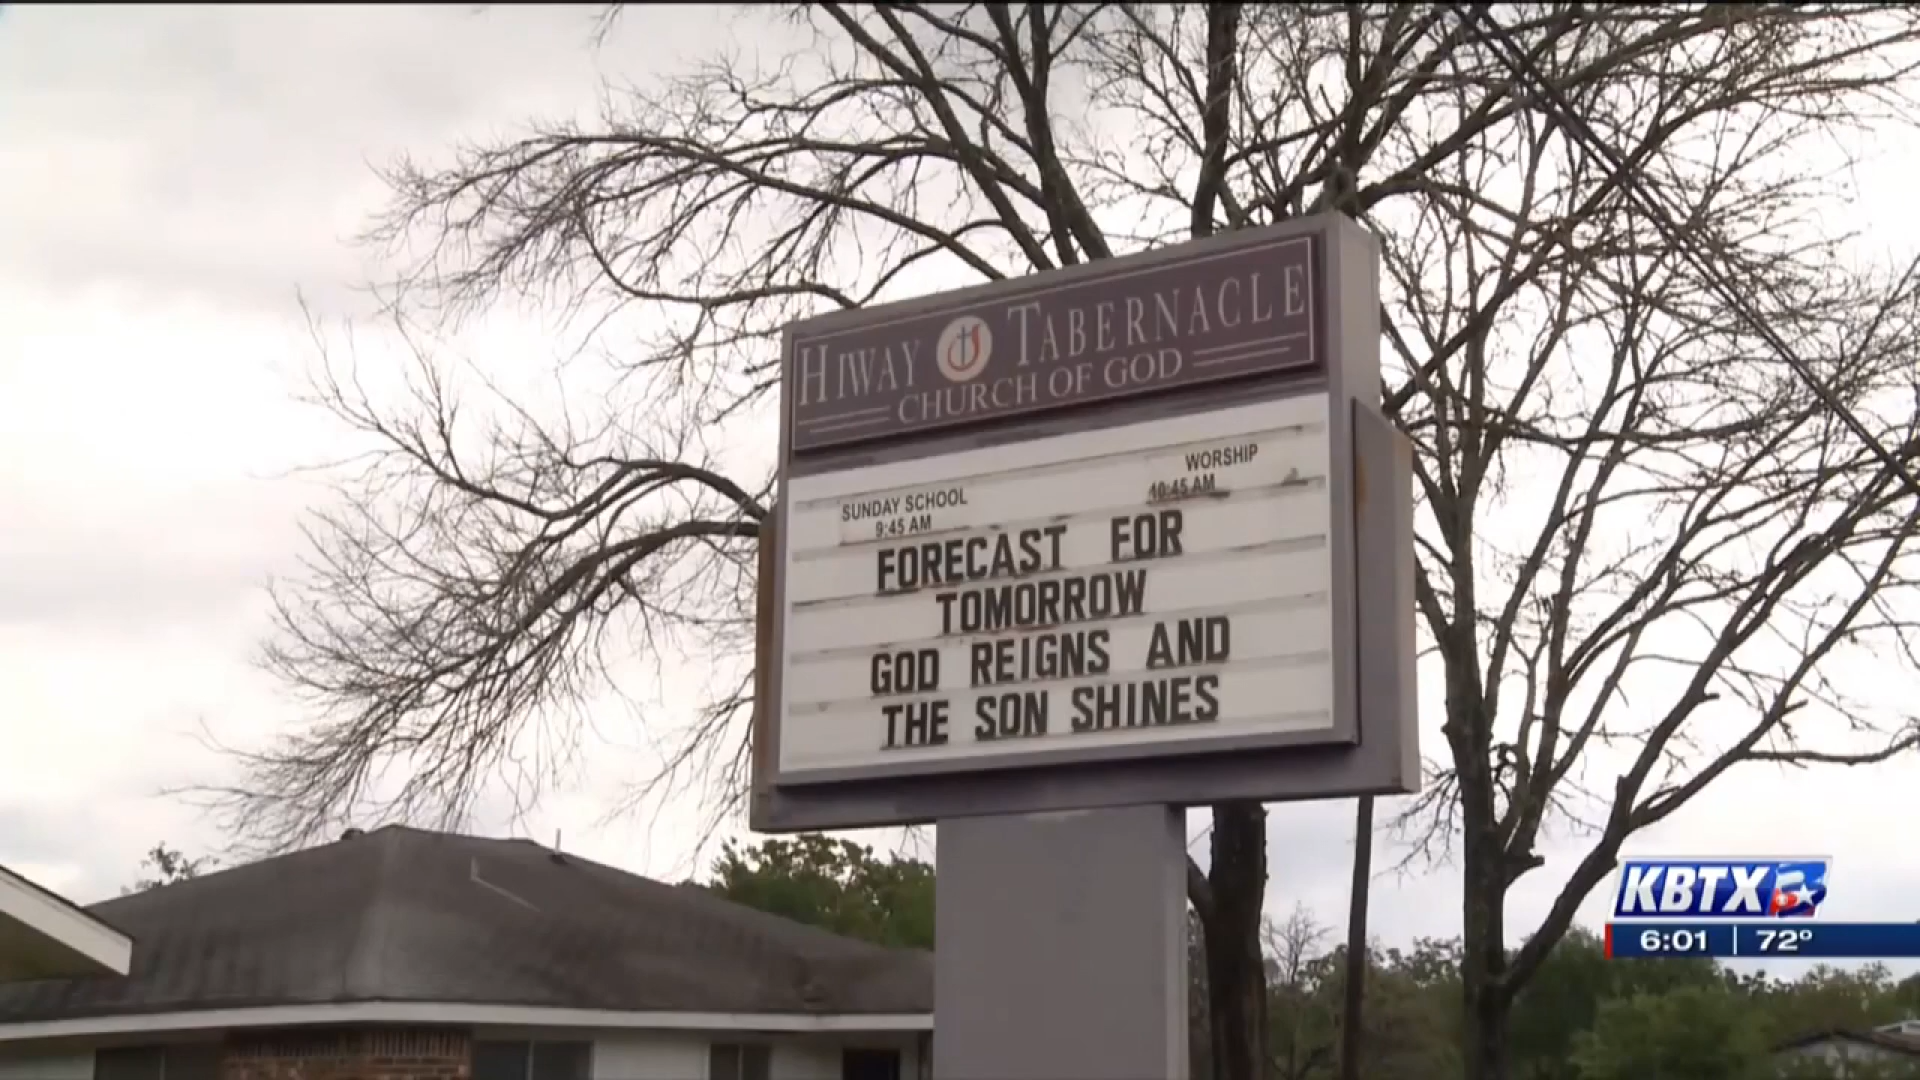 HIWAY TABERNACLE
CHURCH OF GOD
SUNDAY SCHOOL
9:45 AM
WORSHIP
10:45 AM
FORECAST FOR
TOMORROW
GOD REIGNS AND
THE SON SHINES
KBTX 3
6:01 72°